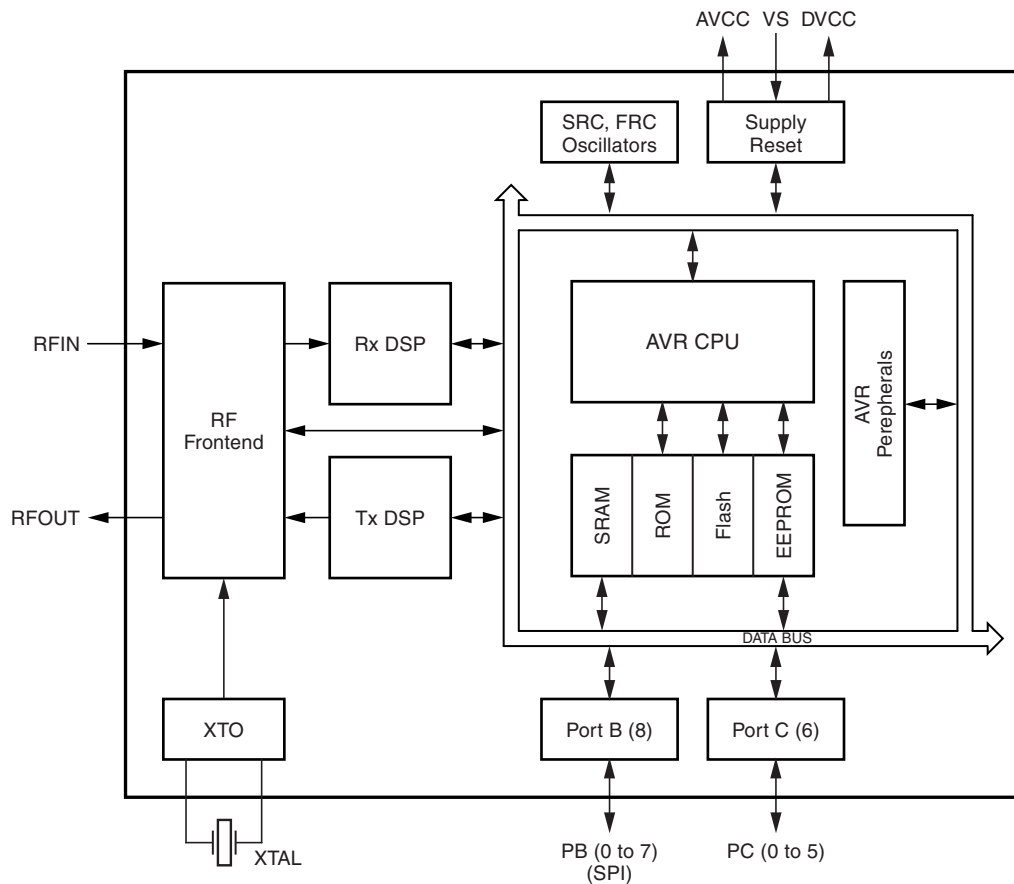 AVCC VS DVCC
SRC, FRC
Oscillators
Supply
Reset
RFIN
RF
Frontend
Rx DSP
AVR CPU
AVR
Perepherals
RFOUT
Tx DSP
SRAM
ROM
Flash
EEPROM
DATA BUS
XTO
Port B (8)
Port C (6)
XTAL
PB (0 to 7)
(SPI)
PC (0 to 5)